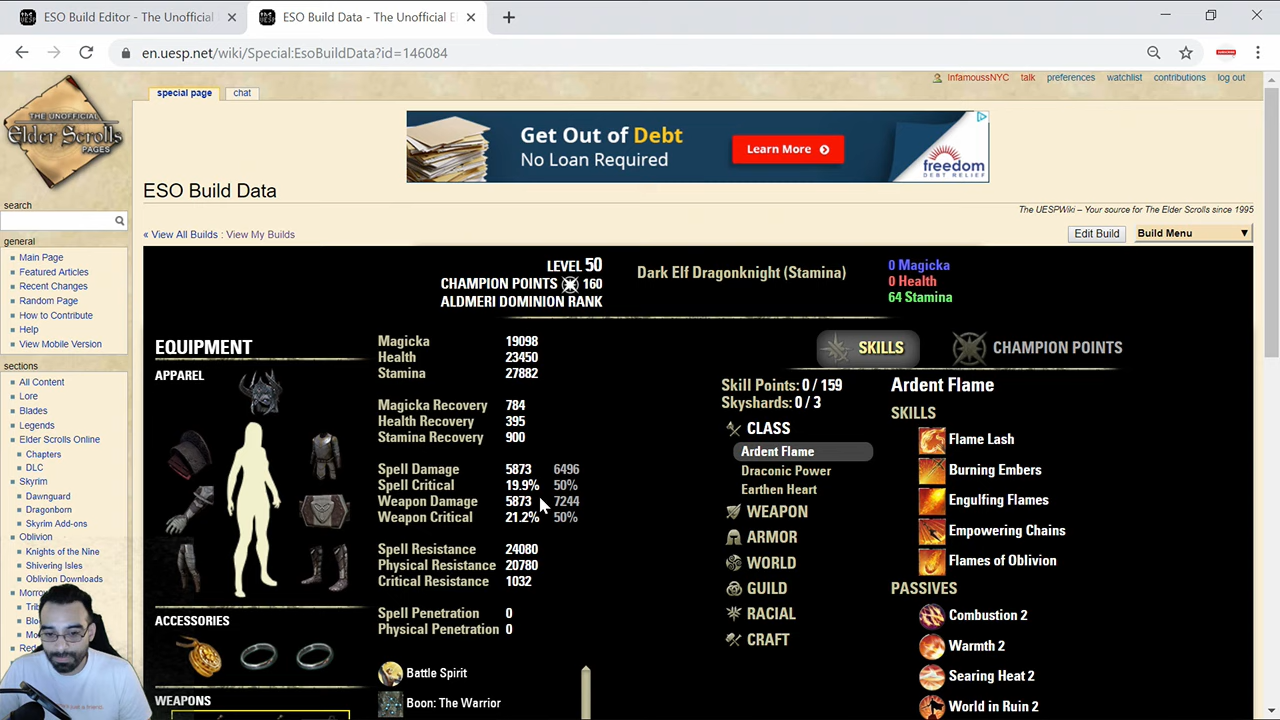 ESO Build Editor - The Unofficial
ESO Build Data - The Unofficial E
en.uesp.net/wiki/Special:EsoBuildData?id=146084
InfamoussNYC talk preferences watchlist contributions log out
special page chat
THE UNOFFICIAL
Elder Scrolls
PAGES
Get Out of Debt
No Loan Required
Learn More
freedom
DEBT RELIEF
ESO Build Data
The UESPWiki – Your source for The Elder Scrolls since 1995
« View All Builds : View My Builds
Edit Build
Build Menu
search
general
Main Page
Featured Articles
Recent Changes
Random Page
How to Contribute
Help
View Mobile Version
sections
All Content
Lore
Blades
Legends
Elder Scrolls Online
Chapters
DLC
Skyrim
Dawnguard
Dragonborn
Skyrim Add-ons
Oblivion
Knights of the Nine
Shivering Isles
Oblivion Downloads
LEVEL 50
CHAMPION POINTS 160
ALDMERI DOMINION RANK
Dark Elf Dragonknight (Stamina)
0 Magicka
0 Health
64 Stamina
EQUIPMENT
APPAREL
ACCESSORIES
WEAPONS
Magicka 19098
Health 23450
Stamina 27882
Magicka Recovery 784
Health Recovery 395
Stamina Recovery 900
Spell Damage 5873 6496
Spell Critical 19.9% 50%
Weapon Damage 5873 7244
Weapon Critical 21.2% 50%
Spell Resistance 24080
Physical Resistance 20780
Critical Resistance 1032
Spell Penetration 0
Physical Penetration 0
Battle Spirit
Boon: The Warrior
SKILLS
CHAMPION POINTS
Skill Points: 0 / 159
Skyshards: 0 / 3
CLASS
Ardent Flame
Draconic Power
Earthen Heart
WEAPON
ARMOR
WORLD
GUILD
RACIAL
CRAFT
Ardent Flame
SKILLS
Flame Lash
Burning Embers
Engulfing Flames
Empowering Chains
Flames of Oblivion
PASSIVES
Combustion 2
Warmth 2
Searing Heat 2
World in Ruin 2